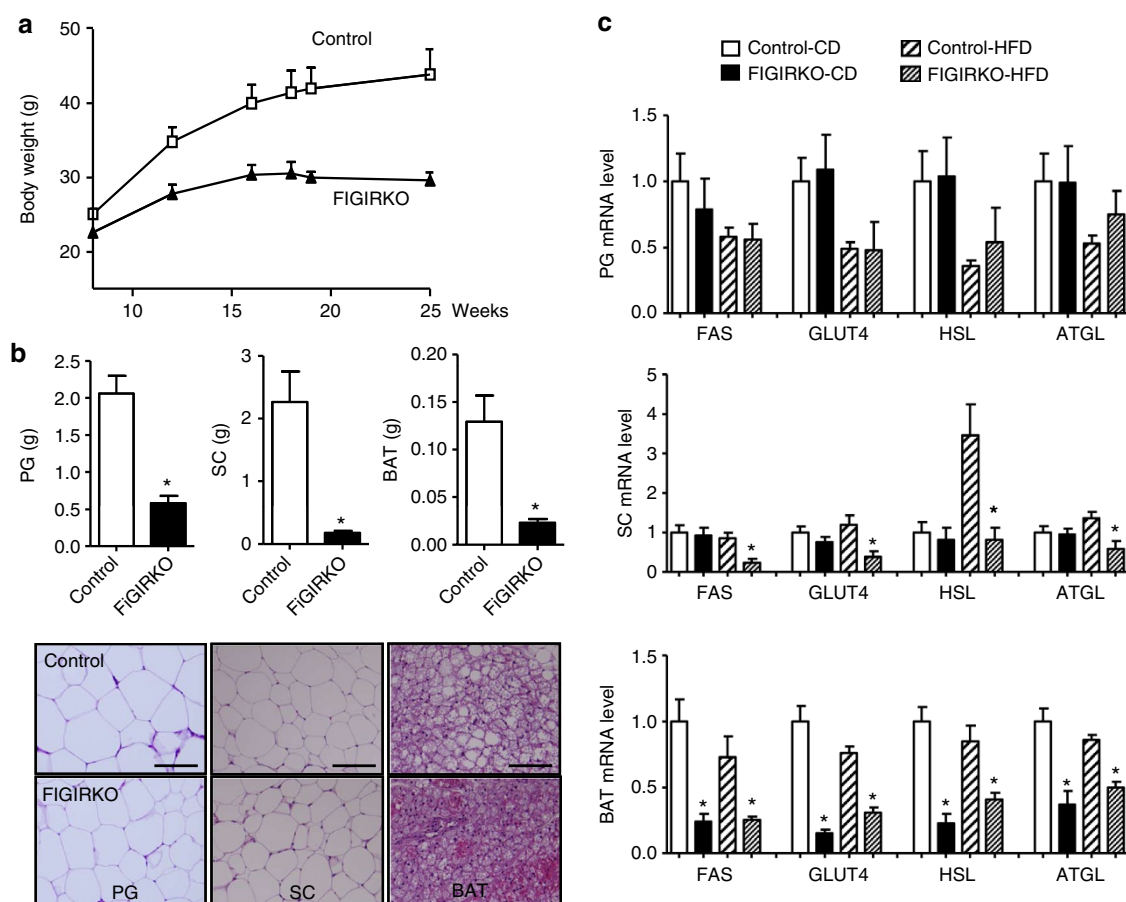 a
50
40
30
20
Body weight (g)
Control
FIGIRKO
10
15
20
25
Weeks
b
2.5
2.0
1.5
1.0
0.5
0.0
PG (g)
*
Control
FiGIRKO
3
2
1
0
SC (g)
*
Control
FiGIRKO
0.20
0.15
0.10
0.05
0.00
BAT (g)
*
Control
FiGIRKO
Control
FIGIRKO
PG
SC
BAT
c
Control-CD
FIGIRKO-CD
Control-HFD
FIGIRKO-HFD
1.5
1.0
0.5
0.0
PG mRNA level
FAS
GLUT4
HSL
ATGL
5
4
3
2
1
0
SC mRNA level
* * * *
FAS
GLUT4
HSL
ATGL
1.0
0.5
0.0
BAT mRNA level
* * * * * * * *
FAS
GLUT4
HSL
ATGL